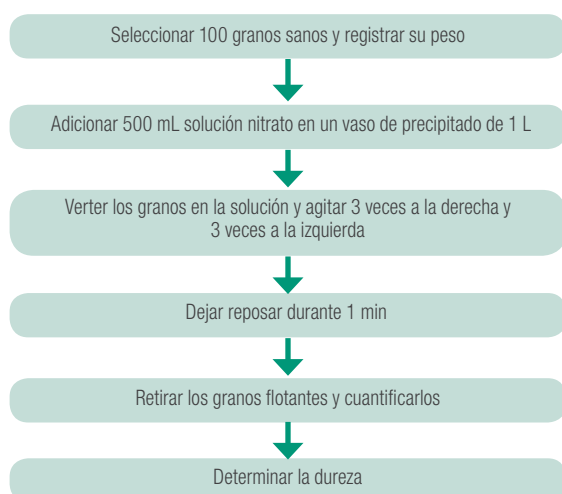 Seleccionar 100 granos sanos y registrar su peso
Adicionar 500 mL solución nitrato en un vaso de precipitado de 1 L
Verter los granos en la solución y agitar 3 veces a la derecha y
3 veces a la izquierda
Dejar reposar durante 1 min
Retirar los granos flotantes y cuantificarlos
Determinar la dureza